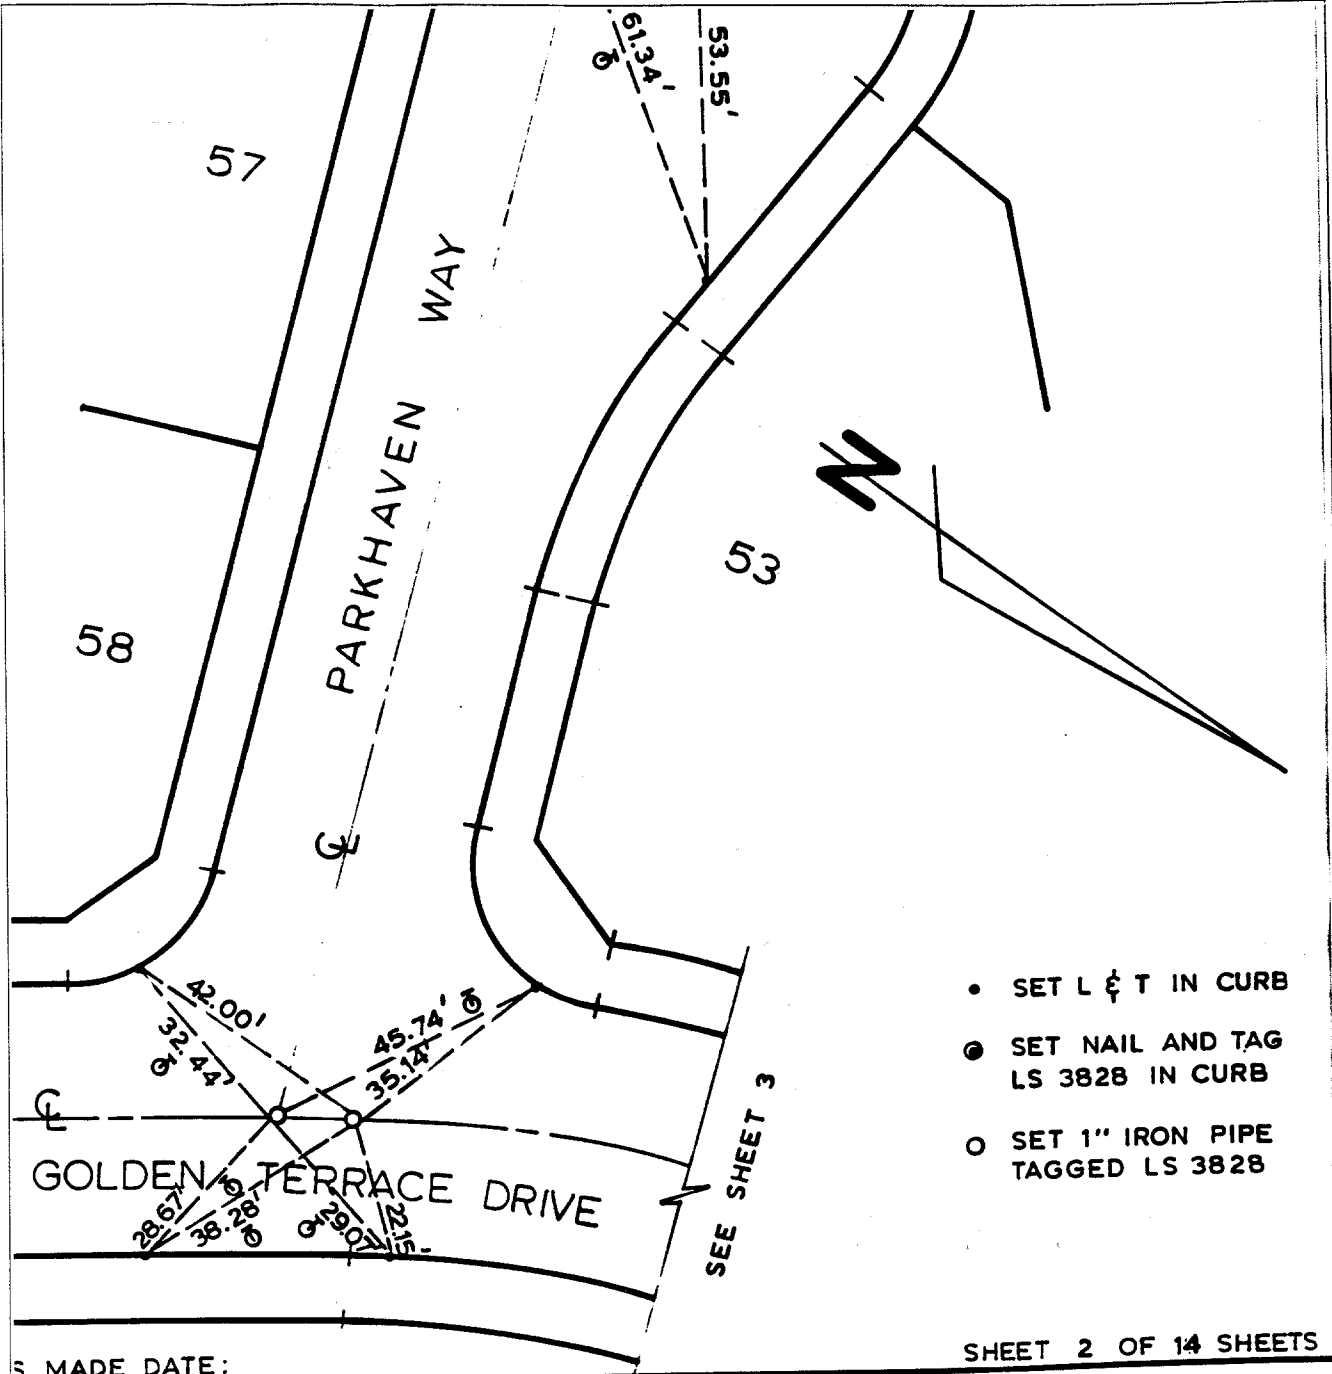 61.34'
53.55'
57
PARKHAVEN WAY
53
N
58
℄
42.00'
32.44'
45.74'
35.14'
℄
GOLDEN TERRACE DRIVE
28.67'
38.28'
29.07'
22.15'
SEE SHEET 3
SET L & T IN CURB
SET NAIL AND TAG
LS 3828 IN CURB
SET 1" IRON PIPE
TAGGED LS 3828
SHEET 2 OF 14 SHEETS
S MADE DATE: